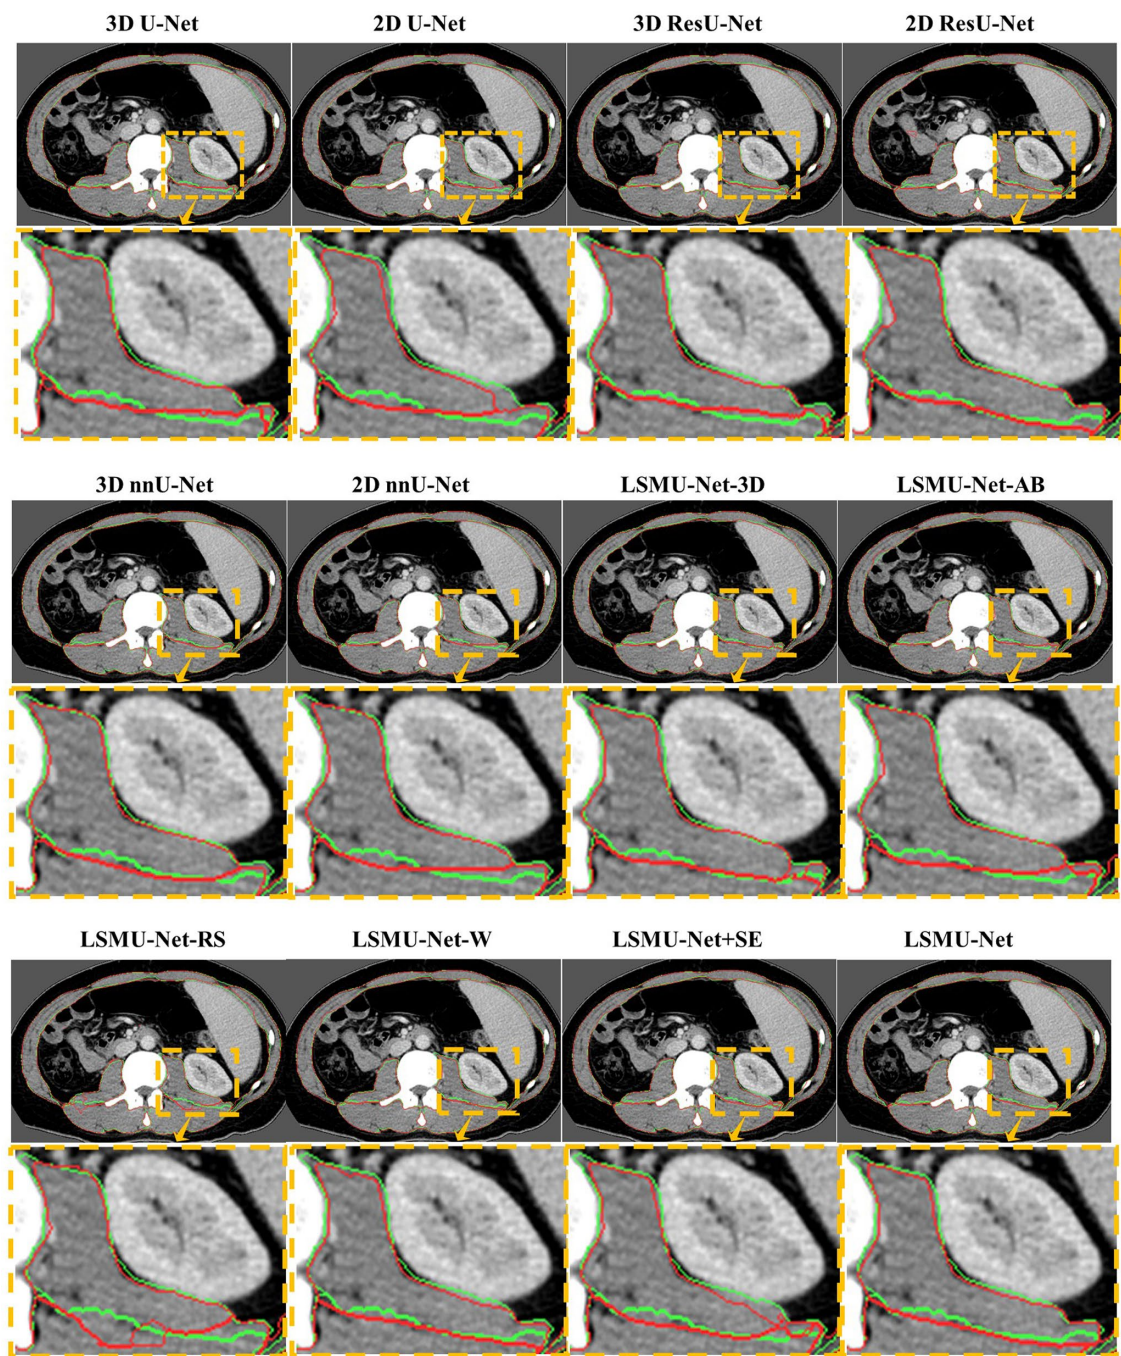 3D U-Net 2D U-Net 3D ResU-Net 2D ResU-Net
3D nnU-Net 2D nnU-Net LSMU-Net-3D LSMU-Net-AB
LSMU-Net-RS LSMU-Net-W LSMU-Net+SE LSMU-Net